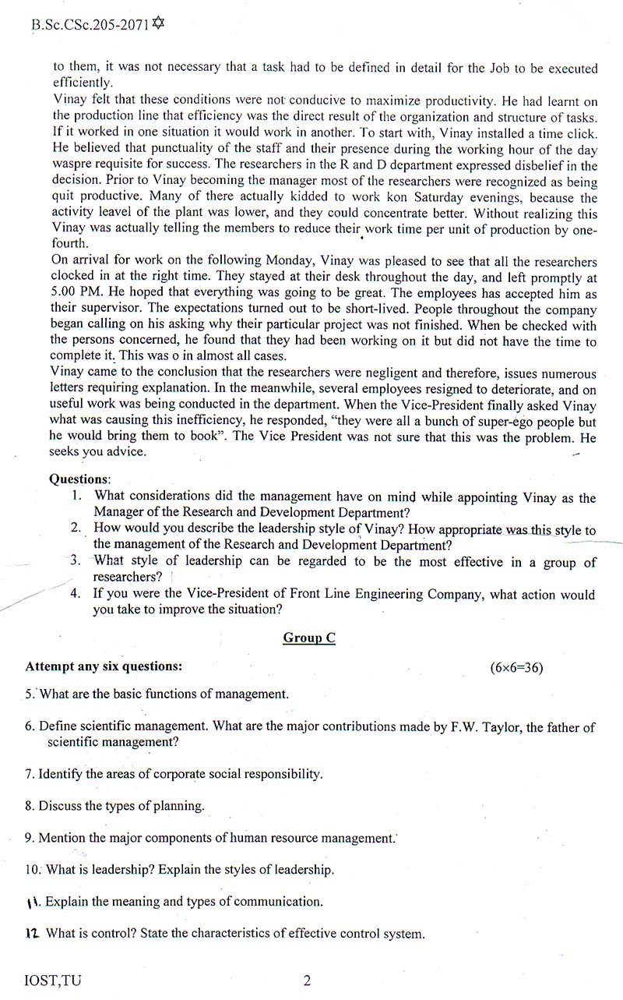 B.Sc.CSc.205-2071✡
to them, it was not necessary that a task had to be defined in detail for the Job to be executed
efficiently.
Vinay felt that these conditions were not conducive to maximize productivity. He had learnt on
the production line that efficiency was the direct result of the organization and structure of tasks.
If it worked in one situation it would work in another. To start with, Vinay installed a time click.
He believed that punctuality of the staff and their presence during the working hour of the day
waspre requisite for success. The researchers in the R and D department expressed disbelief in the
decision. Prior to Vinay becoming the manager most of the researchers were recognized as being
quit productive. Many of there actually kidded to work kon Saturday evenings, because the
activity leavel of the plant was lower, and they could concentrate better. Without realizing this
Vinay was actually telling the members to reduce their work time per unit of production by one-
fourth.
On arrival for work on the following Monday, Vinay was pleased to see that all the researchers
clocked in at the right time. They stayed at their desk throughout the day, and left promptly at
5.00 PM. He hoped that everything was going to be great. The employees has accepted him as
their supervisor. The expectations turned out to be short-lived. People throughout the company
began calling on his asking why their particular project was not finished. When be checked with
the persons concerned, he found that they had been working on it but did not have the time to
complete it. This was o in almost all cases.
Vinay came to the conclusion that the researchers were negligent and therefore, issues numerous
letters requiring explanation. In the meanwhile, several employees resigned to deteriorate, and on
useful work was being conducted in the department. When the Vice-President finally asked Vinay
what was causing this inefficiency, he responded, “they were all a bunch of super-ego people but
he would bring them to book”. The Vice President was not sure that this was the problem. He
seeks you advice.
Questions:
1. What considerations did the management have on mind while appointing Vinay as the
Manager of the Research and Development Department?
2. How would you describe the leadership style of Vinay? How appropriate was this style to
the management of the Research and Development Department?
3. What style of leadership can be regarded to be the most effective in a group of
researchers?
4. If you were the Vice-President of Front Line Engineering Company, what action would
you take to improve the situation?
Group C
Attempt any six questions: (6×6=36)
5. What are the basic functions of management.
6. Define scientific management. What are the major contributions made by F.W. Taylor, the father of
scientific management?
7. Identify the areas of corporate social responsibility.
8. Discuss the types of planning.
9. Mention the major components of human resource management.
10. What is leadership? Explain the styles of leadership.
11. Explain the meaning and types of communication.
12 What is control? State the characteristics of effective control system.
IOST,TU 2